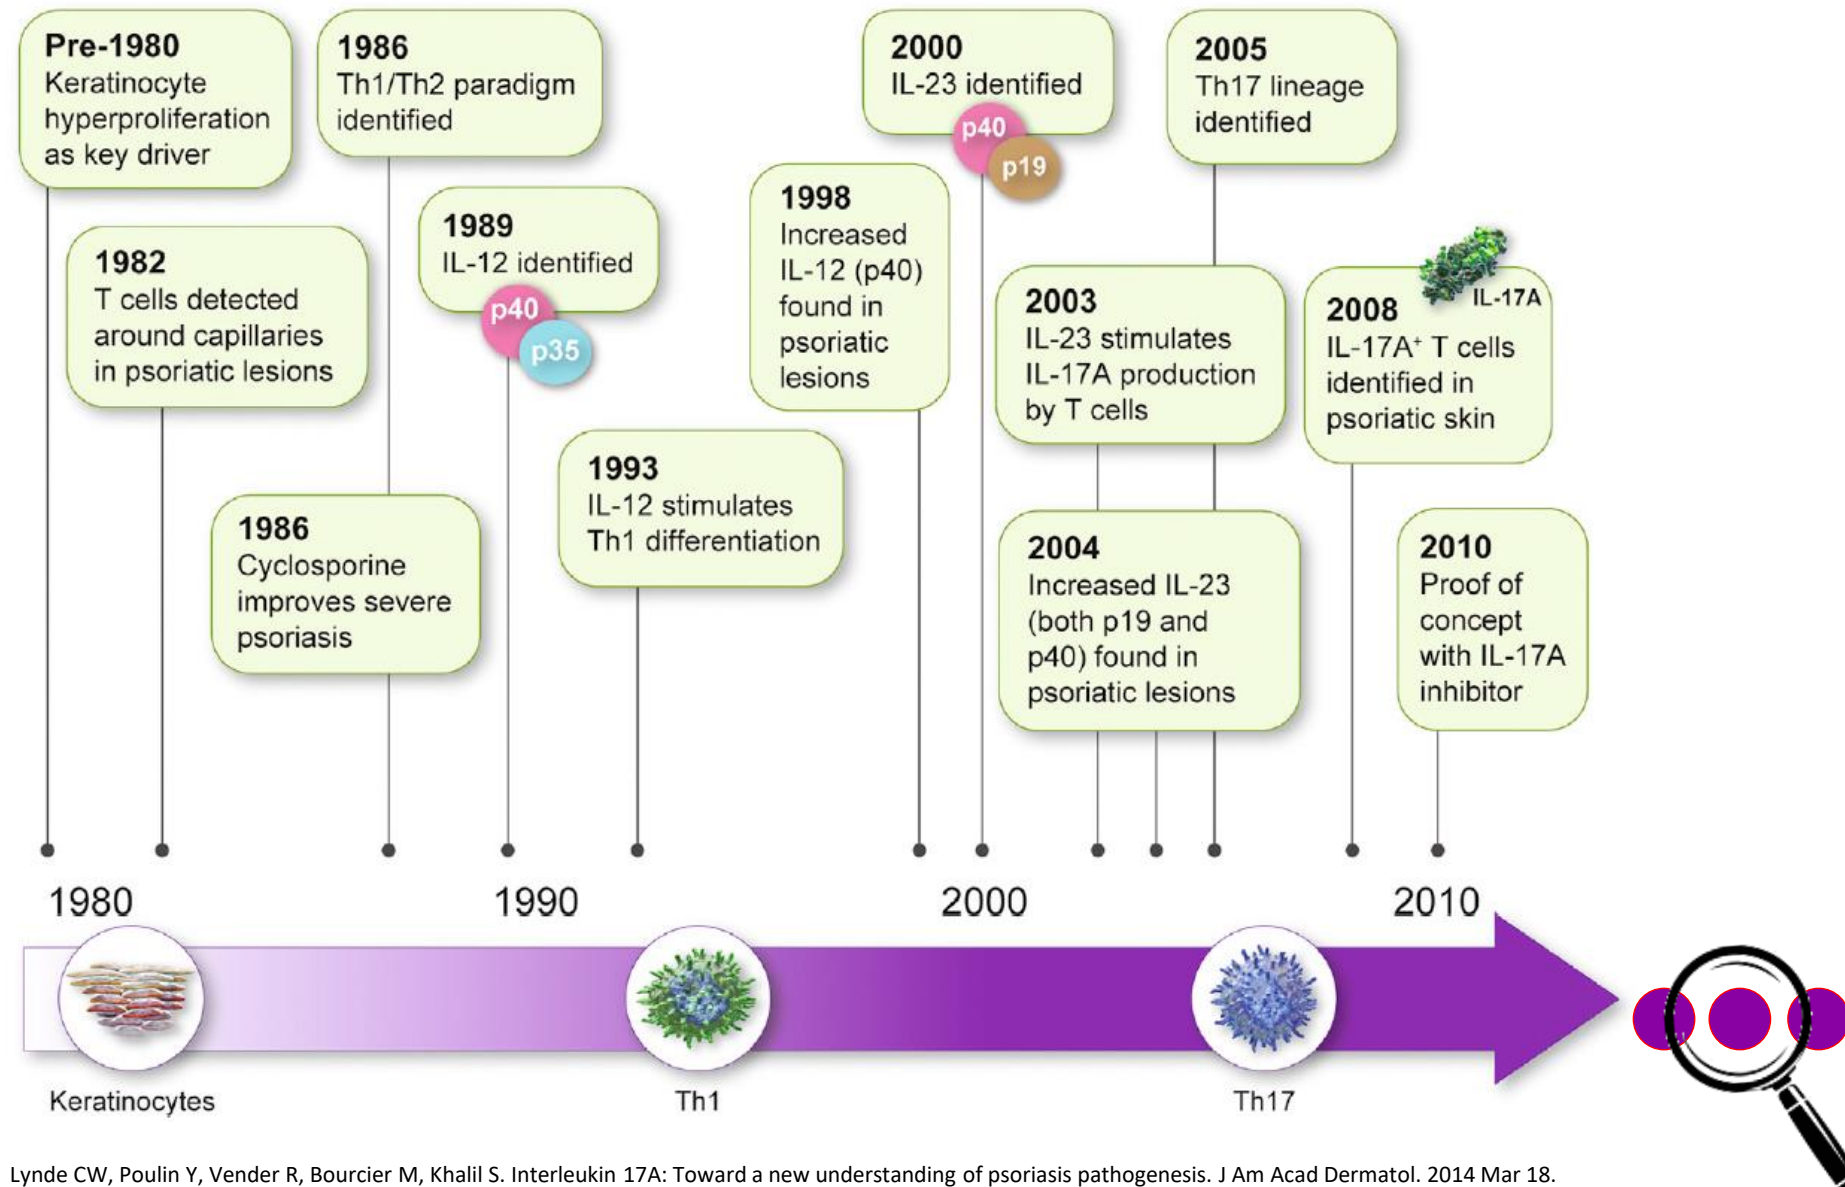 Pre-1980
Keratinocyte
hyperproliferation
as key driver
1982
T cells detected
around capillaries
in psoriatic lesions
1986
Th1/Th2 paradigm
identified
1986
Cyclosporine
improves severe
psoriasis
1989
IL-12 identified
p40
p35
1993
IL-12 stimulates
Th1 differentiation
1998
Increased
IL-12 (p40)
found in
psoriatic
lesions
2000
IL-23 identified
p40
p19
2003
IL-23 stimulates
IL-17A production
by T cells
2004
Increased IL-23
(both p19 and
p40) found in
psoriatic lesions
2005
Th17 lineage
identified
IL-17A
2008
IL-17A⁺ T cells
identified in
psoriatic skin
2010
Proof of
concept
with IL-17A
inhibitor
1980
1990
2000
2010
Keratinocytes
Th1
Th17
Lynde CW, Poulin Y, Vender R, Bourcier M, Khalil S. Interleukin 17A: Toward a new understanding of psoriasis pathogenesis. J Am Acad Dermatol. 2014 Mar 18.